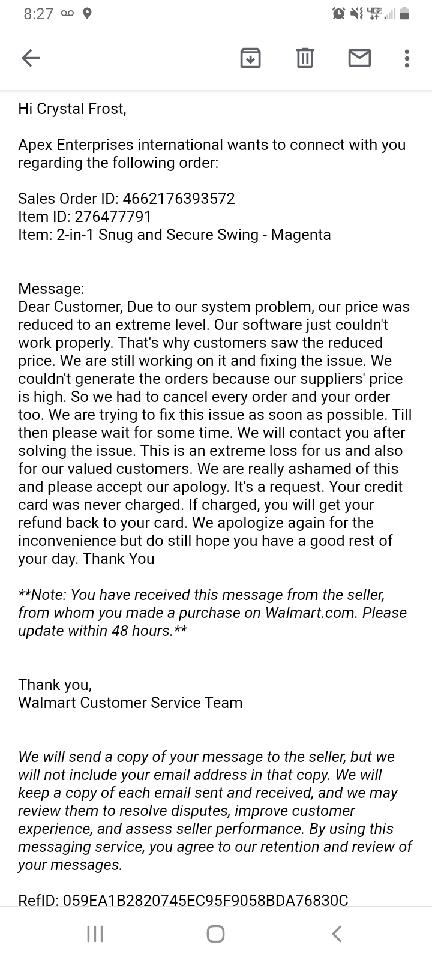 8:27
Hi Crystal Frost,
Apex Enterprises international wants to connect with you
regarding the following order:
Sales Order ID: 4662176393572
Item ID: 276477791
Item: 2-in-1 Snug and Secure Swing - Magenta
Message:
Dear Customer, Due to our system problem, our price was
reduced to an extreme level. Our software just couldn't
work properly. That's why customers saw the reduced
price. We are still working on it and fixing the issue. We
couldn't generate the orders because our suppliers' price
is high. So we had to cancel every order and your order
too. We are trying to fix this issue as soon as possible. Till
then please wait for some time. We will contact you after
solving the issue. This is an extreme loss for us and also
for our valued customers. We are really ashamed of this
and please accept our apology. It's a request. Your credit
card was never charged. If charged, you will get your
refund back to your card. We apologize again for the
inconvenience but do still hope you have a good rest of
your day. Thank You
**Note: You have received this message from the seller,
from whom you made a purchase on Walmart.com. Please
update within 48 hours.**
Thank you,
Walmart Customer Service Team
We will send a copy of your message to the seller, but we
will not include your email address in that copy. We will
keep a copy of each email sent and received, and we may
review them to resolve disputes, improve customer
experience, and assess seller performance. By using this
messaging service, you agree to our retention and review of
your messages.
RefID: 059EA1B2820745EC95F9058BDA76830C